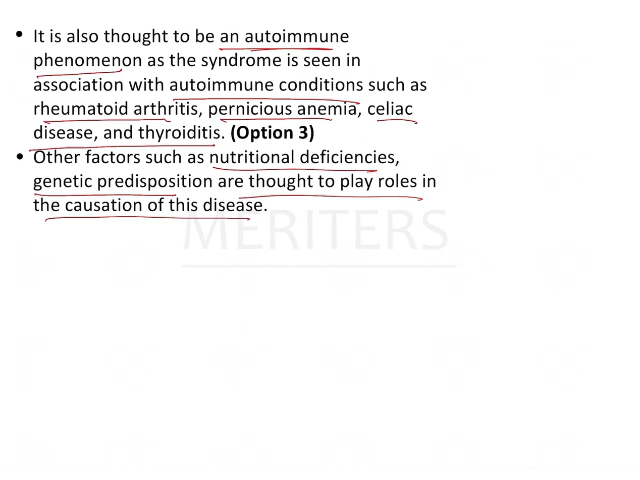 • It is also thought to be an autoimmune
phenomenon as the syndrome is seen in
association with autoimmune conditions such as
rheumatoid arthritis, pernicious anemia, celiac
disease, and thyroiditis. (Option 3)
• Other factors such as nutritional deficiencies,
genetic predisposition are thought to play roles in
the causation of this disease.
MERITERS